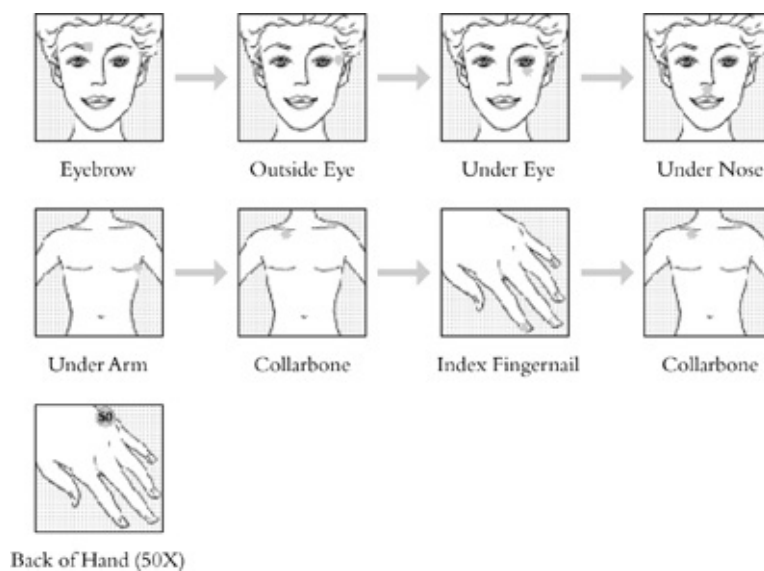 Eyebrow Outside Eye Under Eye Under Nose
Under Arm Collarbone Index Fingernail Collarbone
50
Back of Hand (50X)